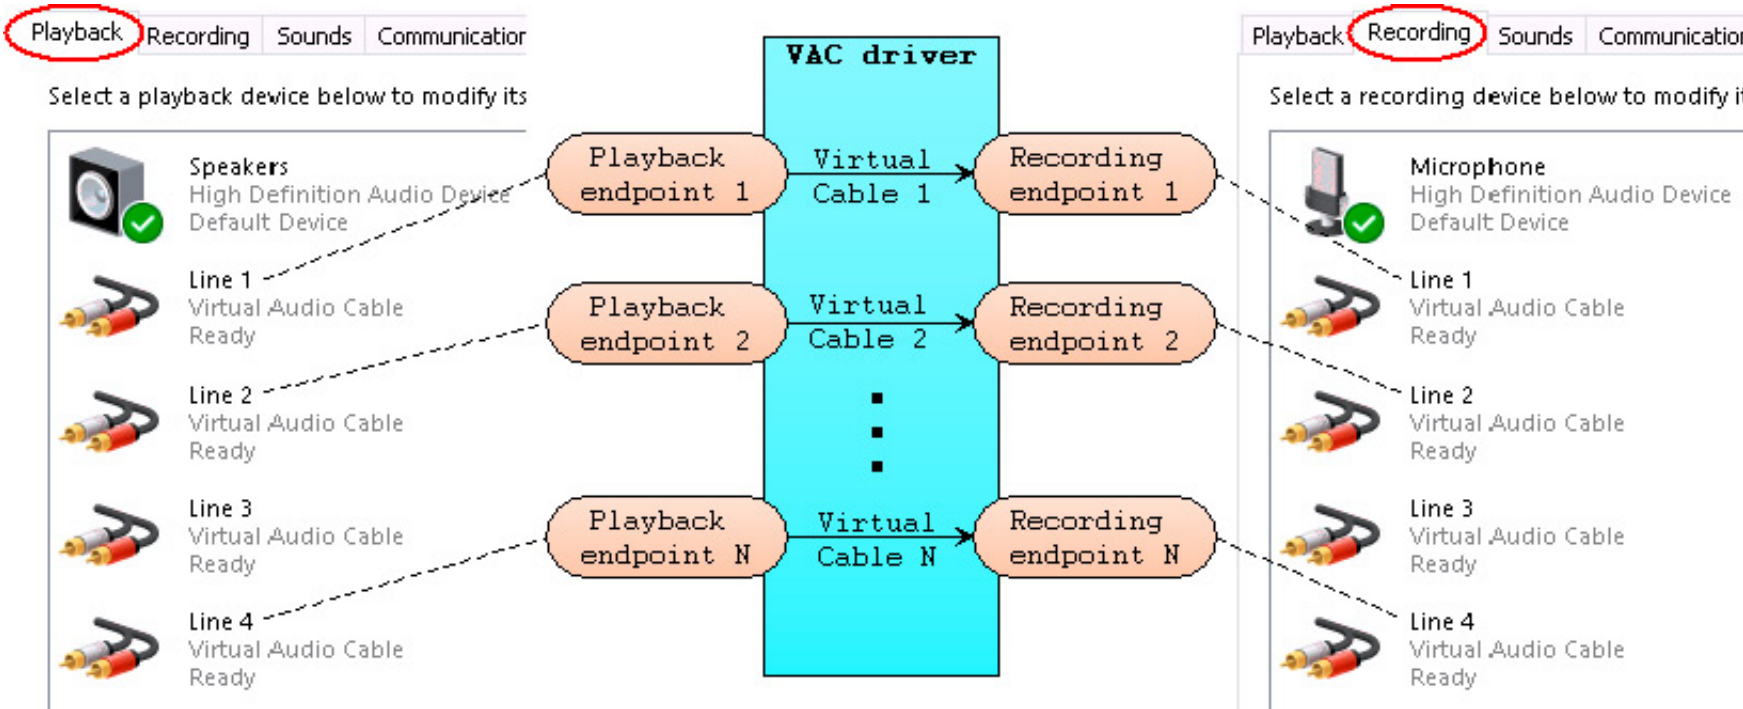 Playback Recording Sounds Communication
Select a playback device below to modify its
Speakers
High Definition Audio Device
Default Device
Line 1
Virtual Audio Cable
Ready
Line 2
Virtual Audio Cable
Ready
Line 3
Virtual Audio Cable
Ready
Line 4
Virtual Audio Cable
Ready
VAC driver
Playback
endpoint 1
Virtual
Cable 1
Recording
endpoint 1
Playback
endpoint 2
Virtual
Cable 2
Recording
endpoint 2
Playback
endpoint N
Virtual
Cable N
Recording
endpoint N
Playback Recording Sounds Communication
Select a recording device below to modify it
Microphone
High Definition Audio Device
Default Device
Line 1
Virtual Audio Cable
Ready
Line 2
Virtual Audio Cable
Ready
Line 3
Virtual Audio Cable
Ready
Line 4
Virtual Audio Cable
Ready